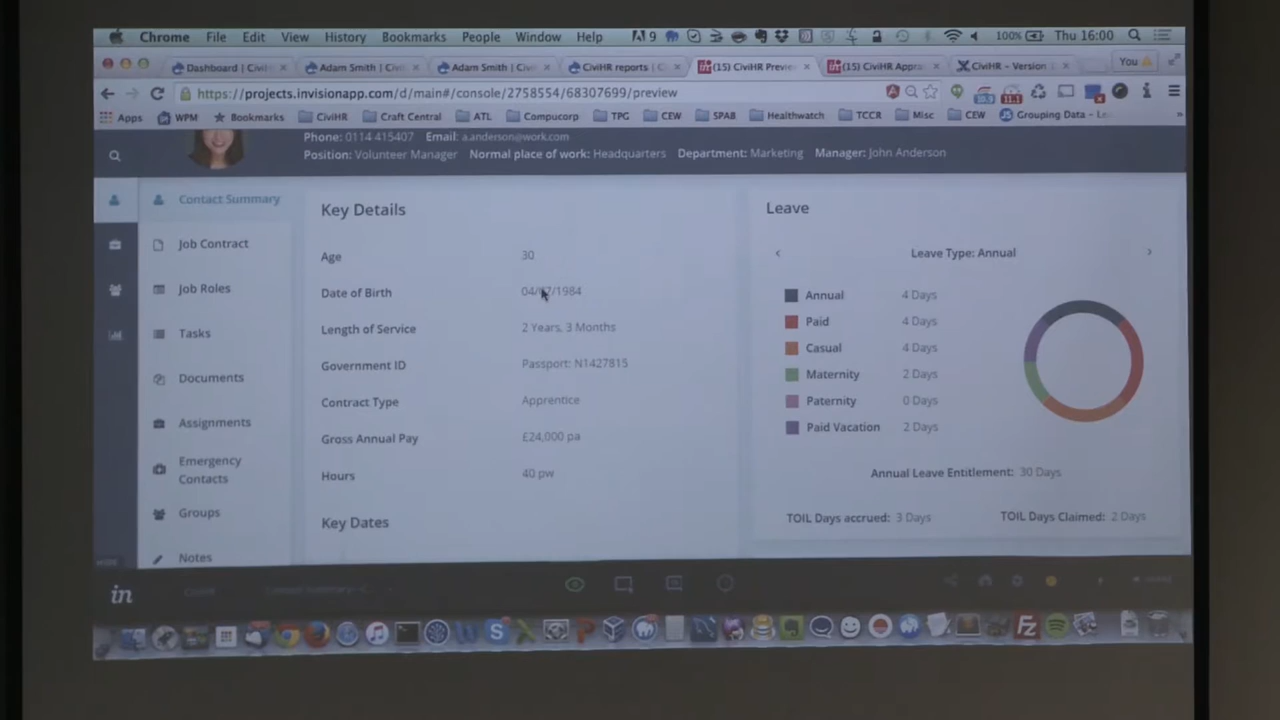 Chrome File Edit View History Bookmarks People Window Help 9 100% Thu 16:00
Dashboard | Civi Adam Smith | Civi Adam Smith | Civi CiviHR reports | C (15) CiviHR Previe (15) CiviHR Appra CiviHR - Version You
https://projects.invisionapp.com/d/main#/console/2758554/68307699/preview
Apps WPM Bookmarks CiviHR Craft Central ATL Compucorp TPG CEW SPAB Healthwatch TCCR Misc CEW Grouping Data - Le
Phone: 0114 415407 Email: a.anderson@work.com
Position: Volunteer Manager Normal place of work: Headquarters Department: Marketing Manager: John Anderson
Contact Summary
Job Contract
Job Roles
Tasks
Documents
Assignments
Emergency
Contacts
Groups
Notes
Key Details
Age 30
Date of Birth /1984
Length of Service 2 Years, 3 Months
Government ID Passport: N1427815
Contract Type Apprentice
Gross Annual Pay £24,000 pa
Hours 40 pw
Key Dates
Leave
Leave Type: Annual
Annual 4 Days
Paid 4 Days
Casual 4 Days
Maternity 2 Days
Paternity 0 Days
Paid Vacation 2 Days
Annual Leave Entitlement: 30 Days
TOIL Days accrued: 3 Days TOIL Days Claimed: 2 Days
in